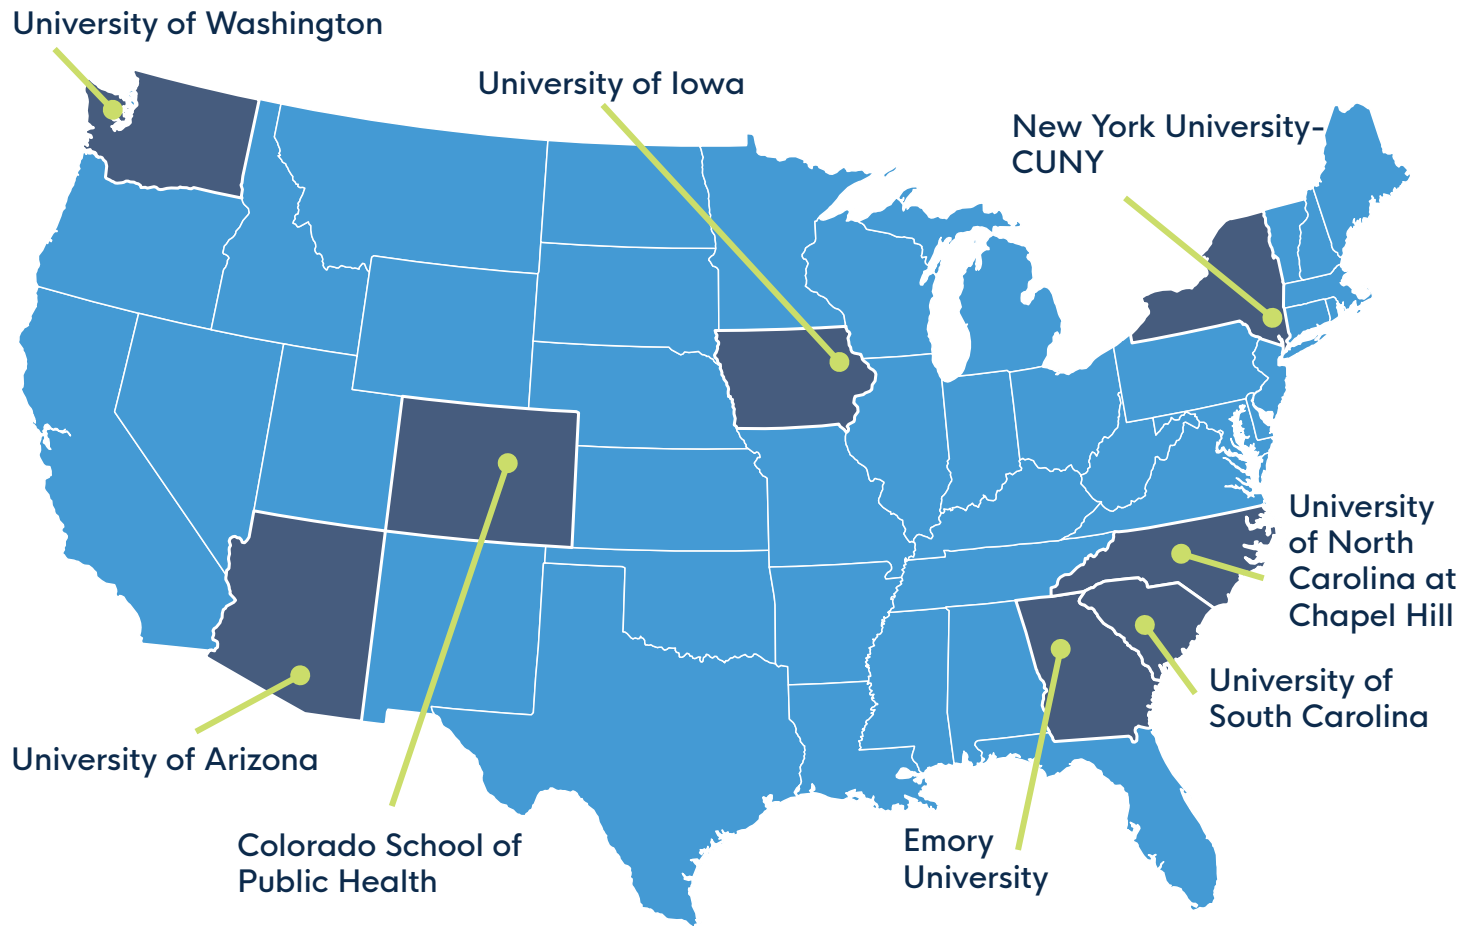 University of Washington
University of Iowa
New York University-
CUNY
University
of North
Carolina at
Chapel Hill
University of
South Carolina
University of Arizona
Colorado School of
Public Health
Emory
University